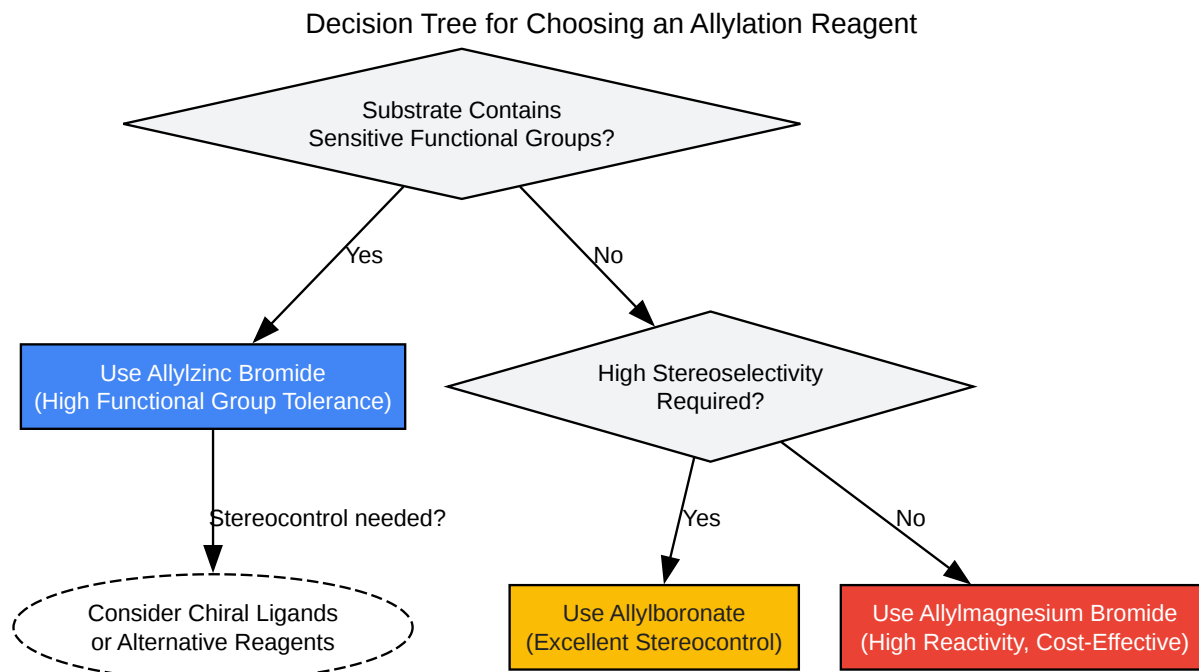 Decision Tree for Choosing an Allylation Reagent
Substrate Contains
Sensitive Functional Groups?
Yes
No
Use Allylzinc Bromide
(High Functional Group Tolerance)
High Stereoselectivity
Required?
Stereocontrol needed?
Yes
No
Consider Chiral Ligands
or Alternative Reagents
Use Allylboronate
(Excellent Stereocontrol)
Use Allylmagnesium Bromide
(High Reactivity, Cost-Effective)